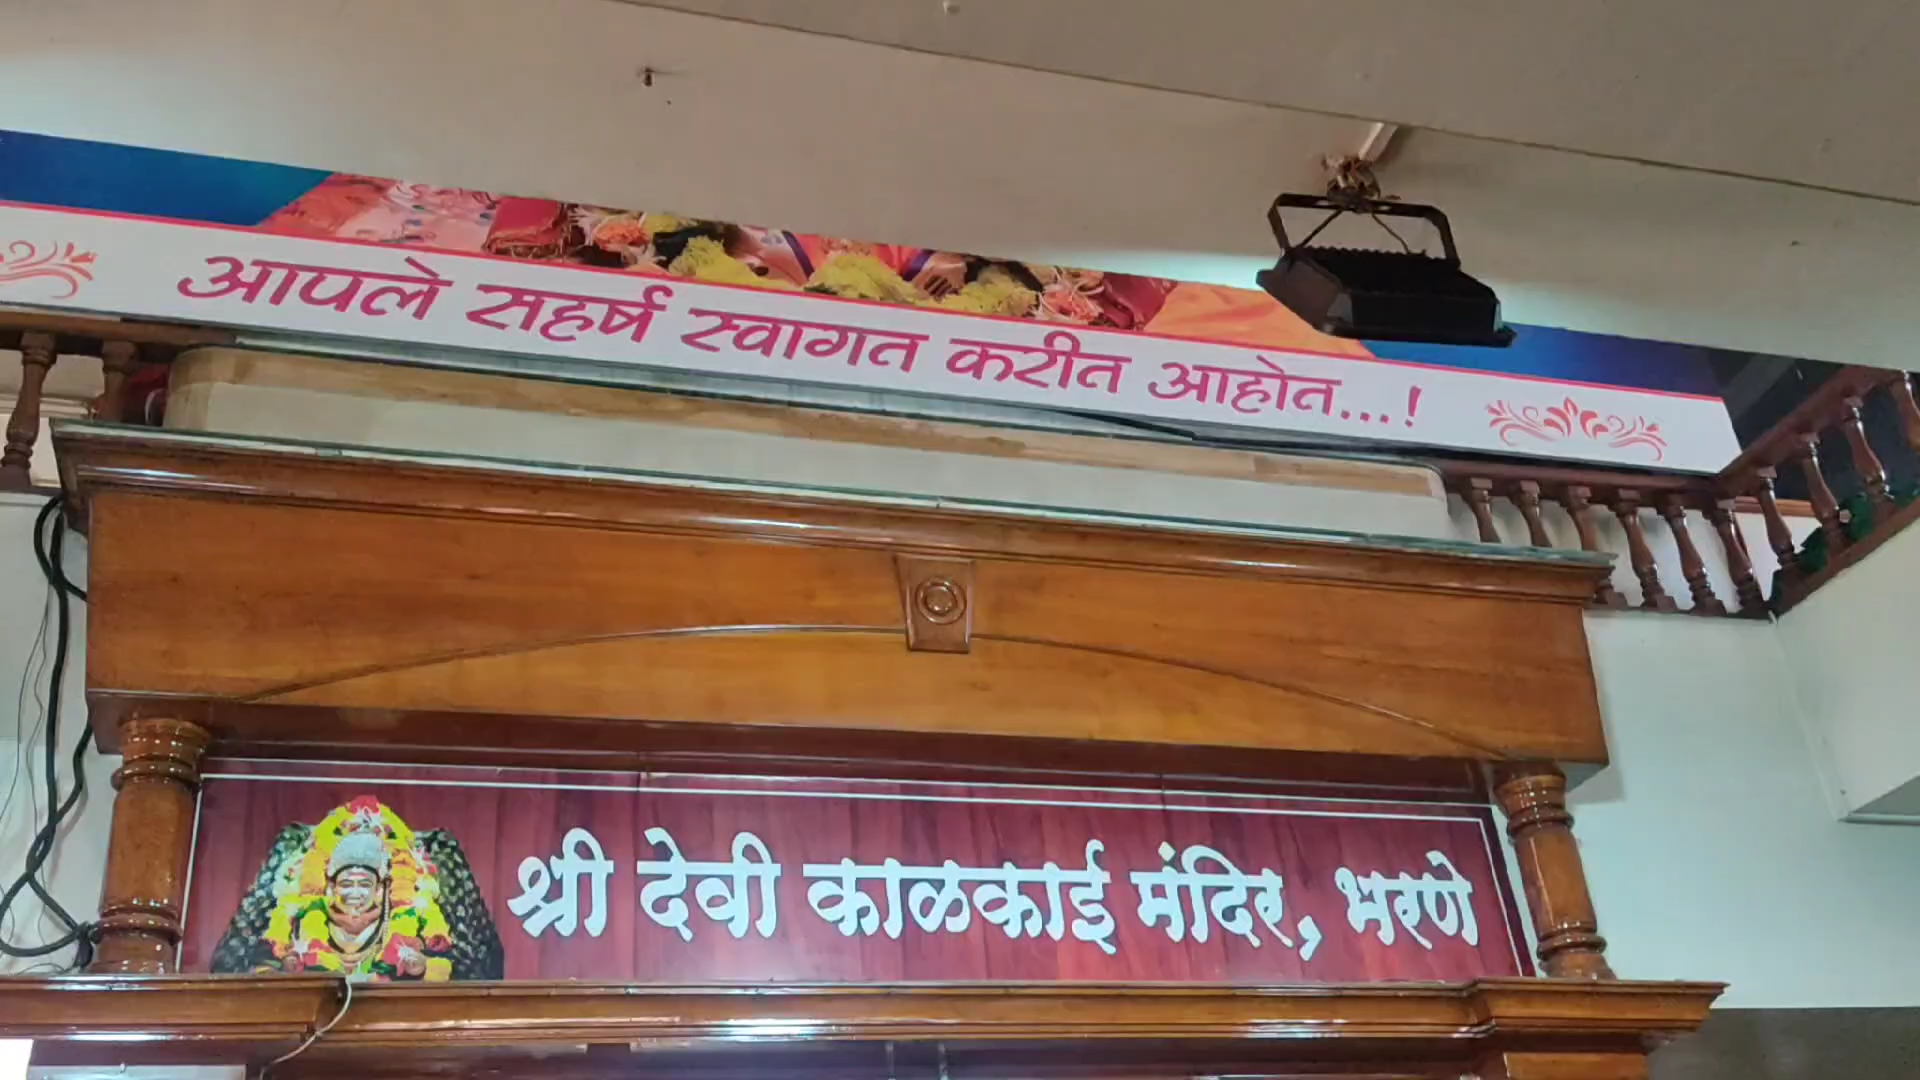 आपले सहर्ष स्वागत करीत आहोत...!
श्री देवी काळकाई मंदिर, भरणे